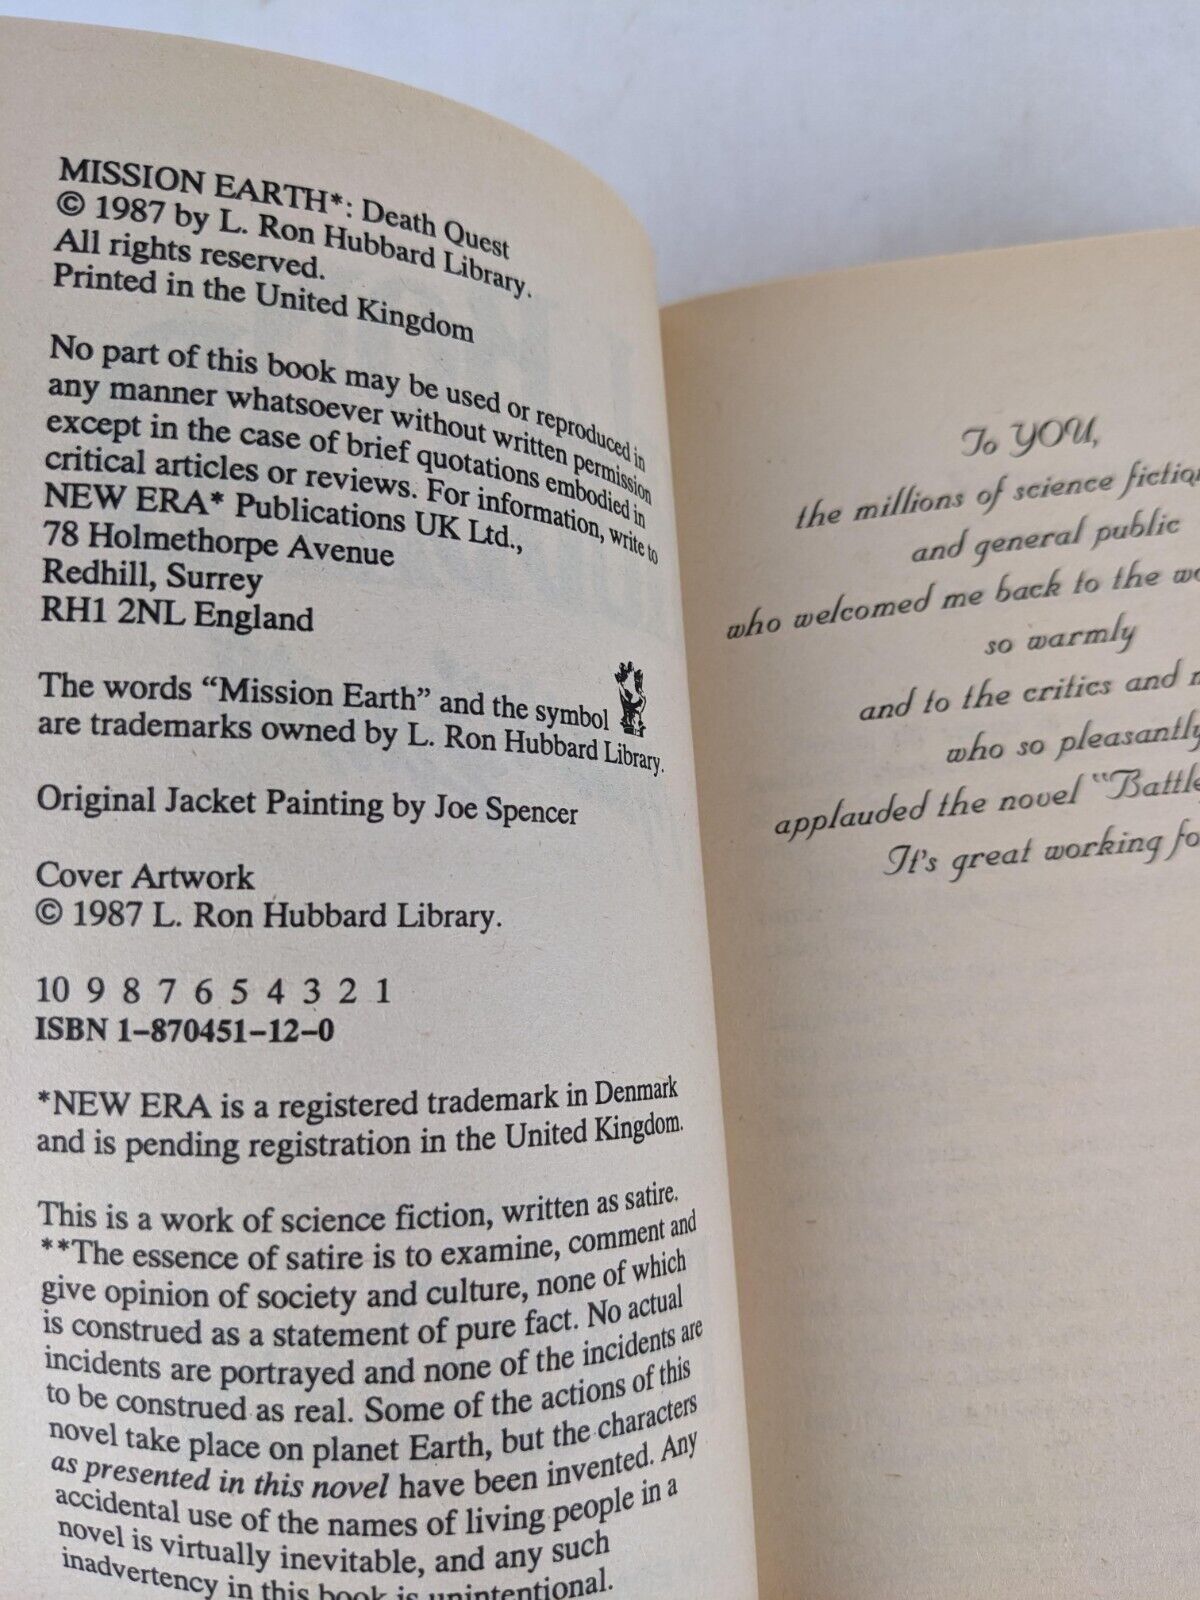 MISSION EARTH*: Death Quest
© 1987 by L. Ron Hubbard Library.
All rights reserved.
Printed in the United Kingdom
No part of this book may be used or reproduced in
any manner whatsoever without written permission
except in the case of brief quotations embodied in
critical articles or reviews. For information, write to
NEW ERA* Publications UK Ltd.,
78 Holmethorpe Avenue
Redhill, Surrey
RH1 2NL England
The words “Mission Earth” and the symbol
are trademarks owned by L. Ron Hubbard Library.
Original Jacket Painting by Joe Spencer
Cover Artwork
© 1987 L. Ron Hubbard Library.
10 9 8 7 6 5 4 3 2 1
ISBN 1–870451–12–0
*NEW ERA is a registered trademark in Denmark
and is pending registration in the United Kingdom.
This is a work of science fiction, written as satire.
**The essence of satire is to examine, comment and
give opinion of society and culture, none of which
is construed as a statement of pure fact. No actual
incidents are portrayed and none of the incidents are
to be construed as real. Some of the actions of this
novel take place on planet Earth, but the characters
as presented in this novel have been invented. Any
accidental use of the names of living people in a
novel is virtually inevitable, and any such
inadvertency in this book is unintentional.
To YOU,
the millions of science fiction
and general public
who welcomed me back to the
so warmly
and to the critics and
who so pleasantly
applauded the novel "Battle
It's great working